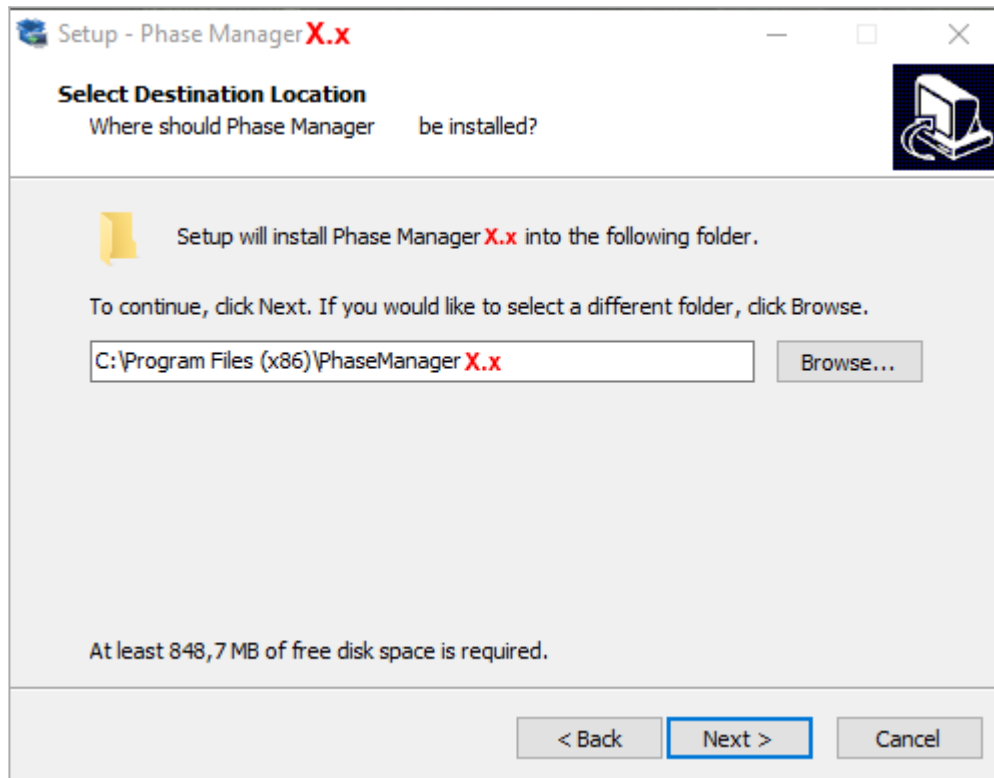 Setup - Phase Manager X.x
Select Destination Location
Where should Phase Manager be installed?
Setup will install Phase Manager X.x into the following folder.
To continue, click Next. If you would like to select a different folder, click Browse.
C:\Program Files (x86)\PhaseManager X.x
Browse...
At least 848,7 MB of free disk space is required.
< Back
Next >
Cancel